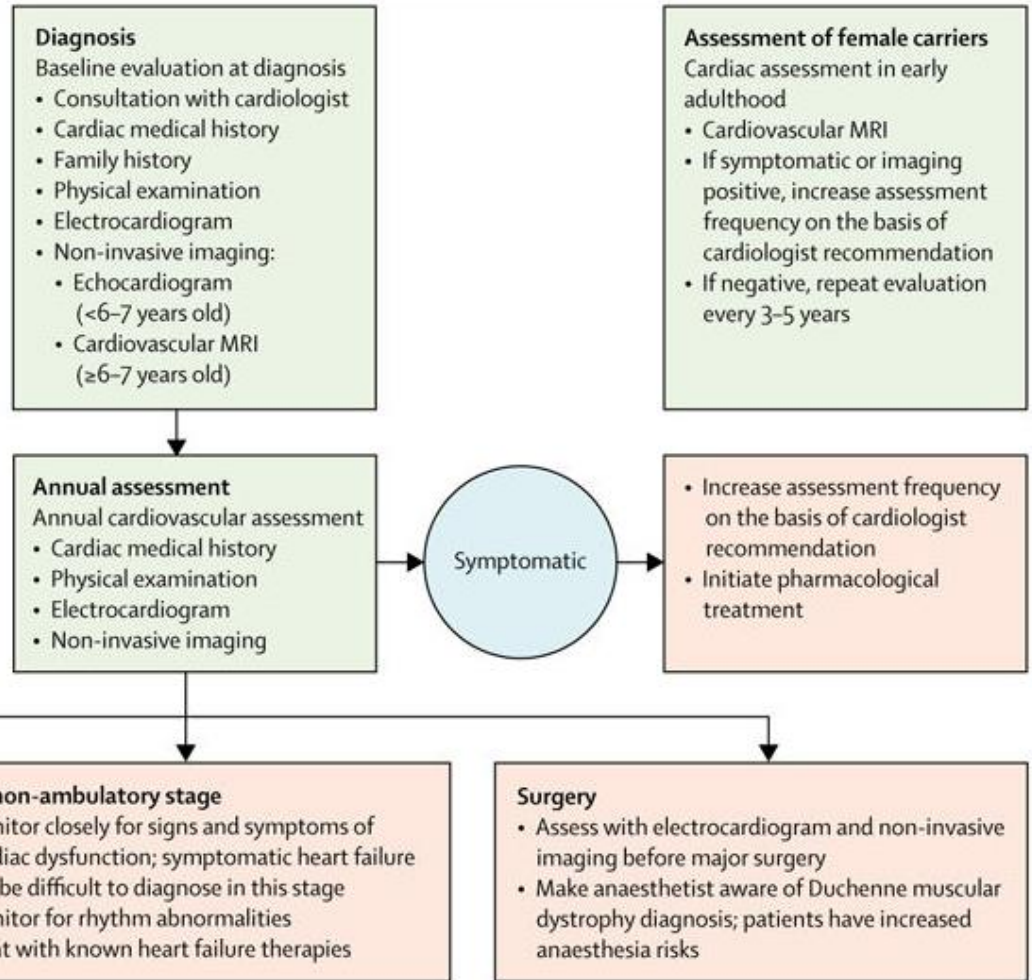 Diagnosis
Baseline evaluation at diagnosis
• Consultation with cardiologist
• Cardiac medical history
• Family history
• Physical examination
• Electrocardiogram
• Non-invasive imaging:
• Echocardiogram
(<6–7 years old)
• Cardiovascular MRI
(≥6–7 years old)
Assessment of female carriers
Cardiac assessment in early
adulthood
• Cardiovascular MRI
• If symptomatic or imaging
positive, increase assessment
frequency on the basis of
cardiologist recommendation
• If negative, repeat evaluation
every 3–5 years
Annual assessment
Annual cardiovascular assessment
• Cardiac medical history
• Physical examination
• Electrocardiogram
• Non-invasive imaging
Symptomatic
• Increase assessment frequency
on the basis of cardiologist
recommendation
• Initiate pharmacological
treatment
non-ambulatory stage
closely for signs and symptoms of
dysfunction; symptomatic heart failure
be difficult to diagnose in this stage
for rhythm abnormalities
with known heart failure therapies
Surgery
• Assess with electrocardiogram and non-invasive
imaging before major surgery
• Make anaesthetist aware of Duchenne muscular
dystrophy diagnosis; patients have increased
anaesthesia risks